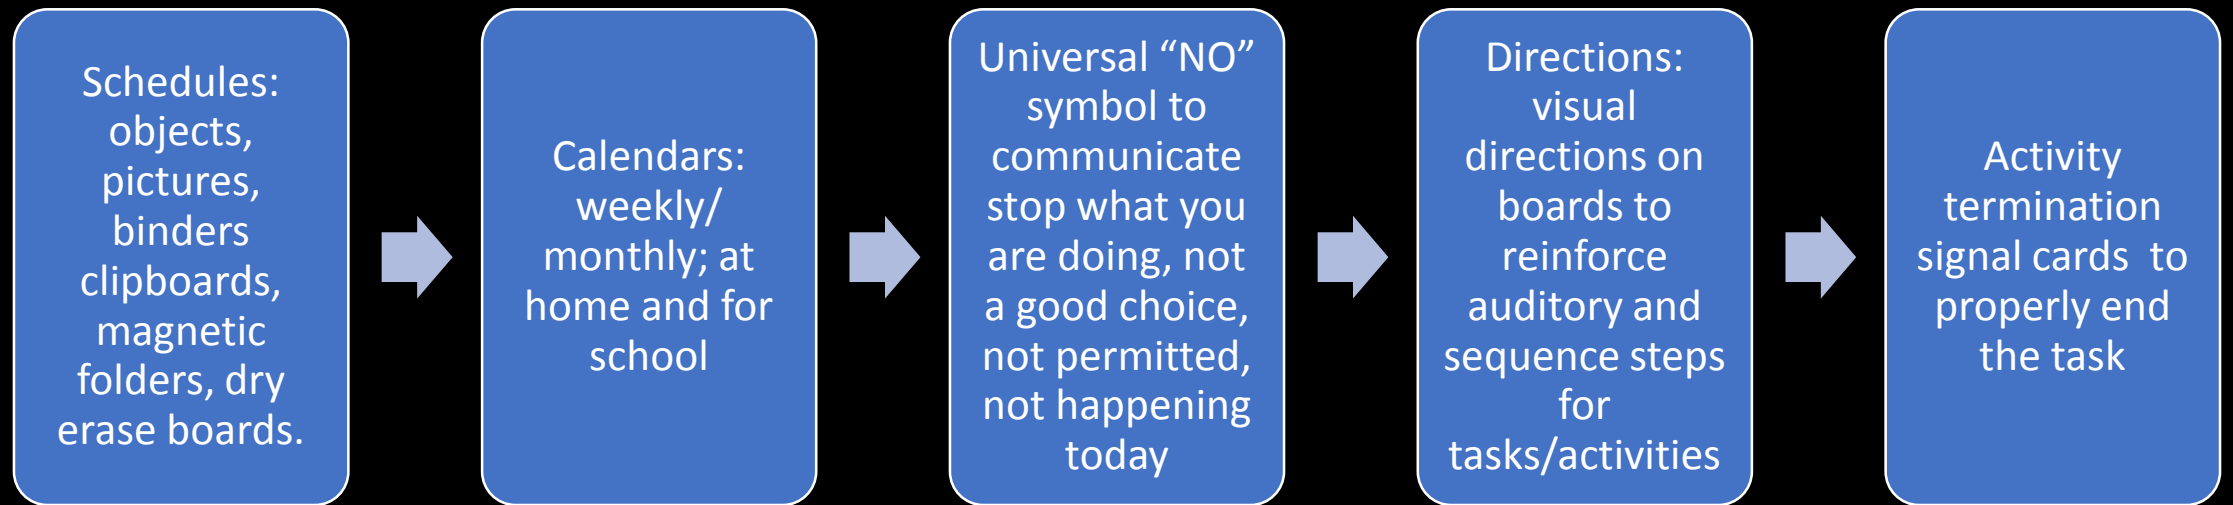 Schedules:
objects,
pictures,
binders
clipboards,
magnetic
folders, dry
erase boards.
Calendars:
weekly/
monthly; at
home and for
school
Universal “NO”
symbol to
communicate
stop what you
are doing, not
a good choice,
not permitted,
not happening
today
Directions:
visual
directions on
boards to
reinforce
auditory and
sequence steps
for
tasks/activities
Activity
termination
signal cards  to
properly end
the task